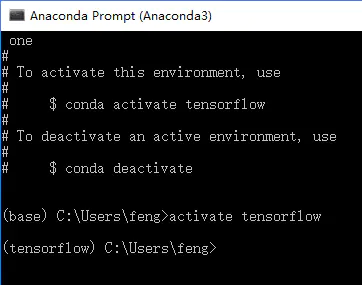 Anaconda Prompt (Anaconda3)
one
#
# To activate this environment, use
#
#     $ conda activate tensorflow
#
# To deactivate an active environment, use
#
#     $ conda deactivate
(base) C:\Users\feng>activate tensorflow
(tensorflow) C:\Users\feng>